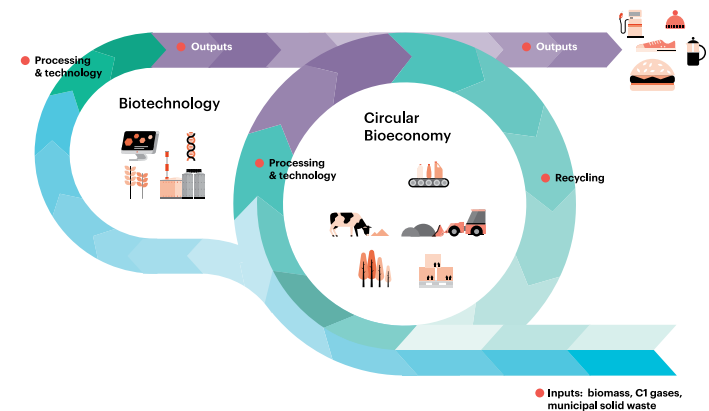 Processing
& technology
Outputs
Outputs
Biotechnology
Circular
Bioeconomy
Processing
& technology
Recycling
Inputs: biomass, C1 gases,
municipal solid waste